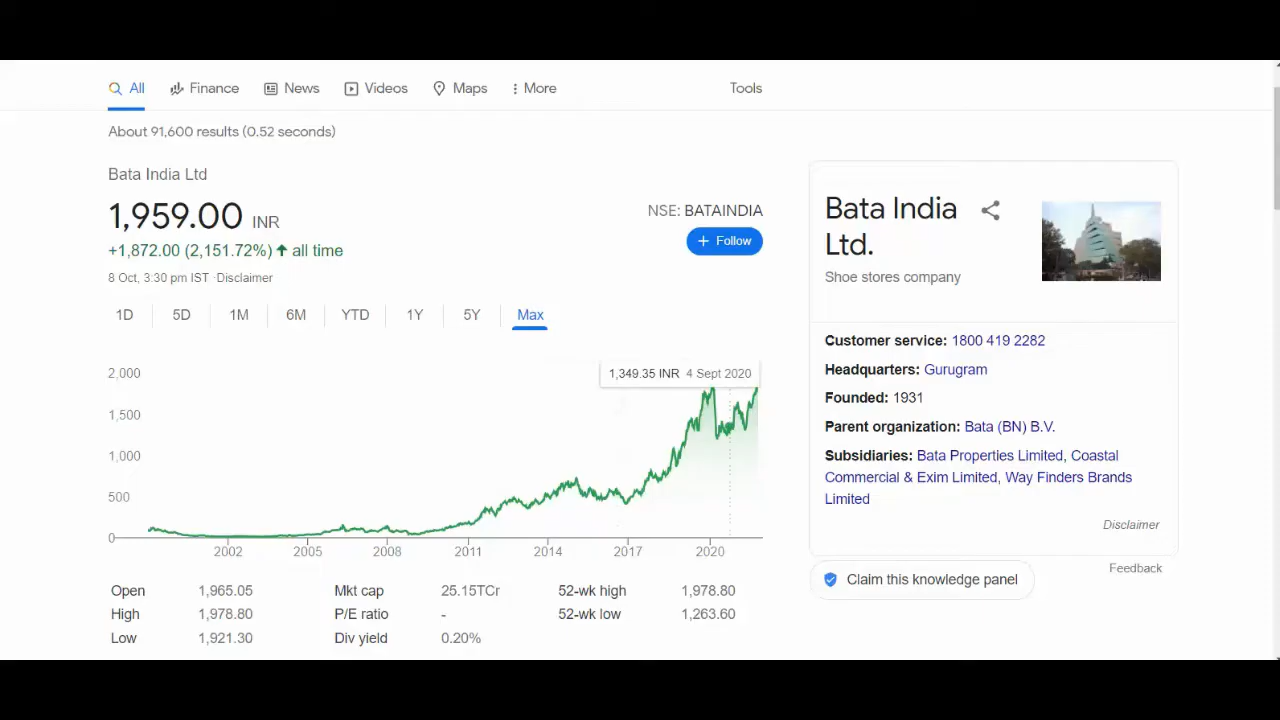 All Finance News Videos Maps More Tools
About 91,600 results (0.52 seconds)
Bata India Ltd
1,959.00 INR
NSE: BATAINDIA
+ Follow
+1,872.00 (2,151.72%) ↑ all time
8 Oct, 3:30 pm IST ·Disclaimer
1D 5D 1M 6M YTD 1Y 5Y Max
1,349.35 INR 4 Sept 2020
2,000
1,500
1,000
500
0
2002 2005 2008 2011 2014 2017 2020
Open 1,965.05 Mkt cap 25.15TCr 52-wk high 1,978.80
High 1,978.80 P/E ratio - 52-wk low 1,263.60
Low 1,921.30 Div yield 0.20%
Bata India
Ltd.
Shoe stores company
Customer service: 1800 419 2282
Headquarters: Gurugram
Founded: 1931
Parent organization: Bata (BN) B.V.
Subsidiaries: Bata Properties Limited, Coastal
Commercial & Exim Limited, Way Finders Brands
Limited
Disclaimer
Claim this knowledge panel
Feedback